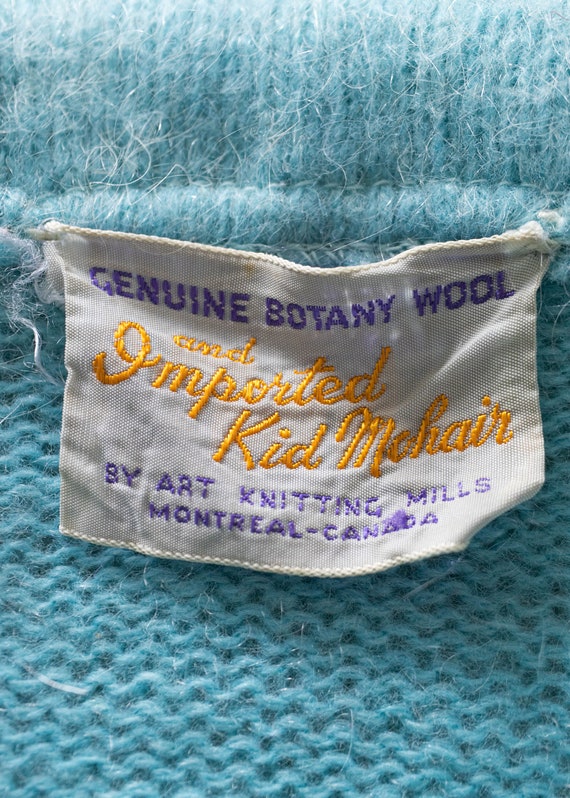 GENUINE BOTANY WOOL
and
Imported
Kid Mohair
BY ART KNITTING MILLS
MONTREAL-CANADA